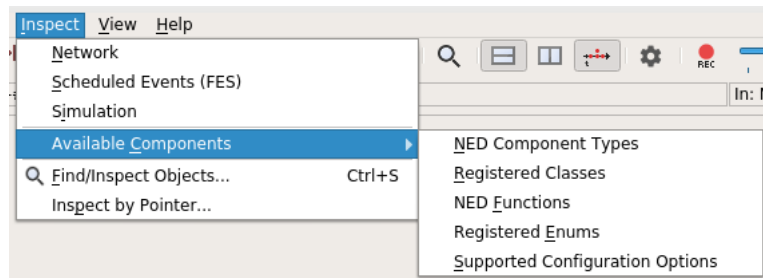 Inspect View Help
Network
Scheduled Events (FES)
Simulation
Available Components
Find/Inspect Objects... Ctrl+S
Inspect by Pointer...
t
REC
In:
NED Component Types
Registered Classes
NED Functions
Registered Enums
Supported Configuration Options